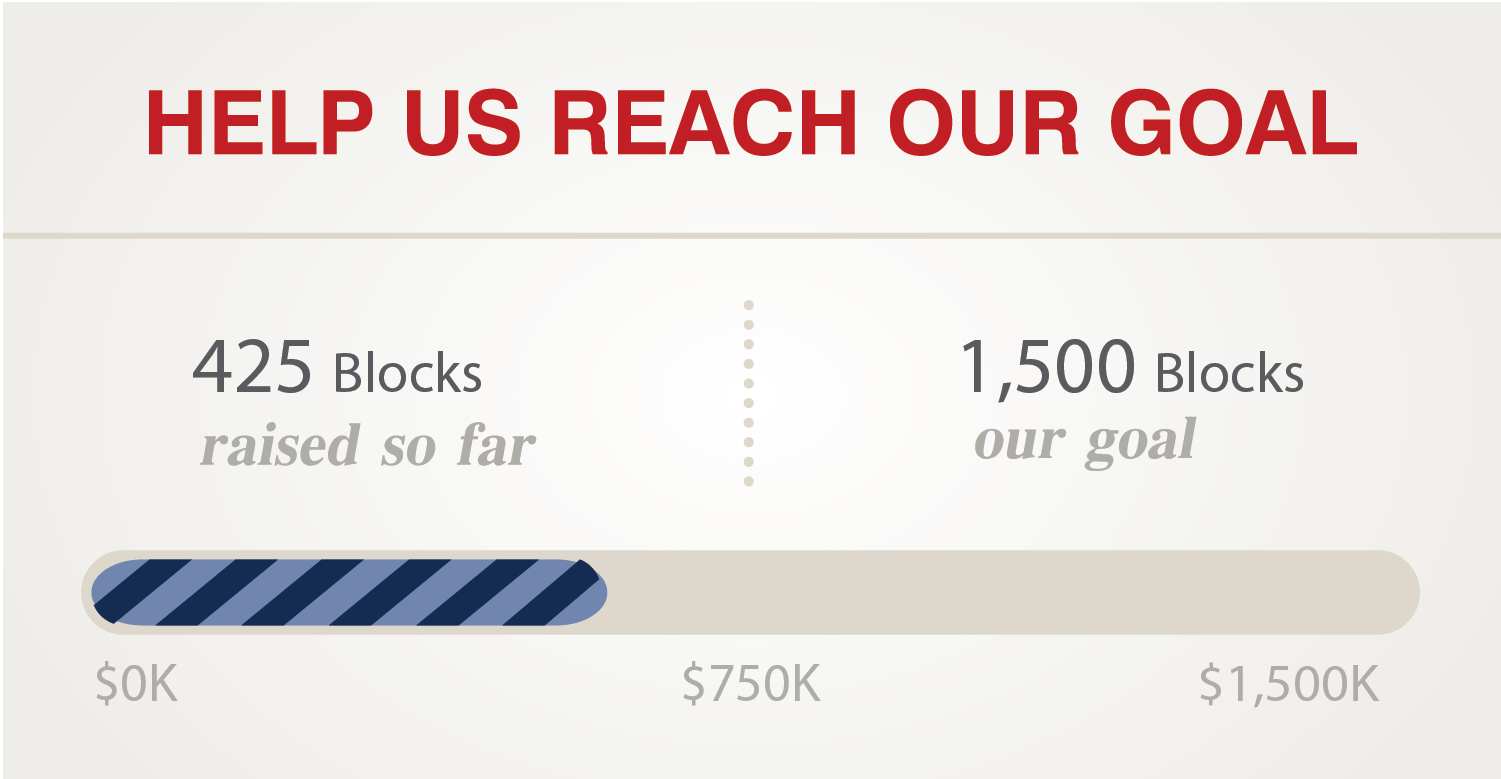 HELP US REACH OUR GOAL
425 Blocks
raised so far
1,500 Blocks
our goal
$0K
$750K
$1,500K